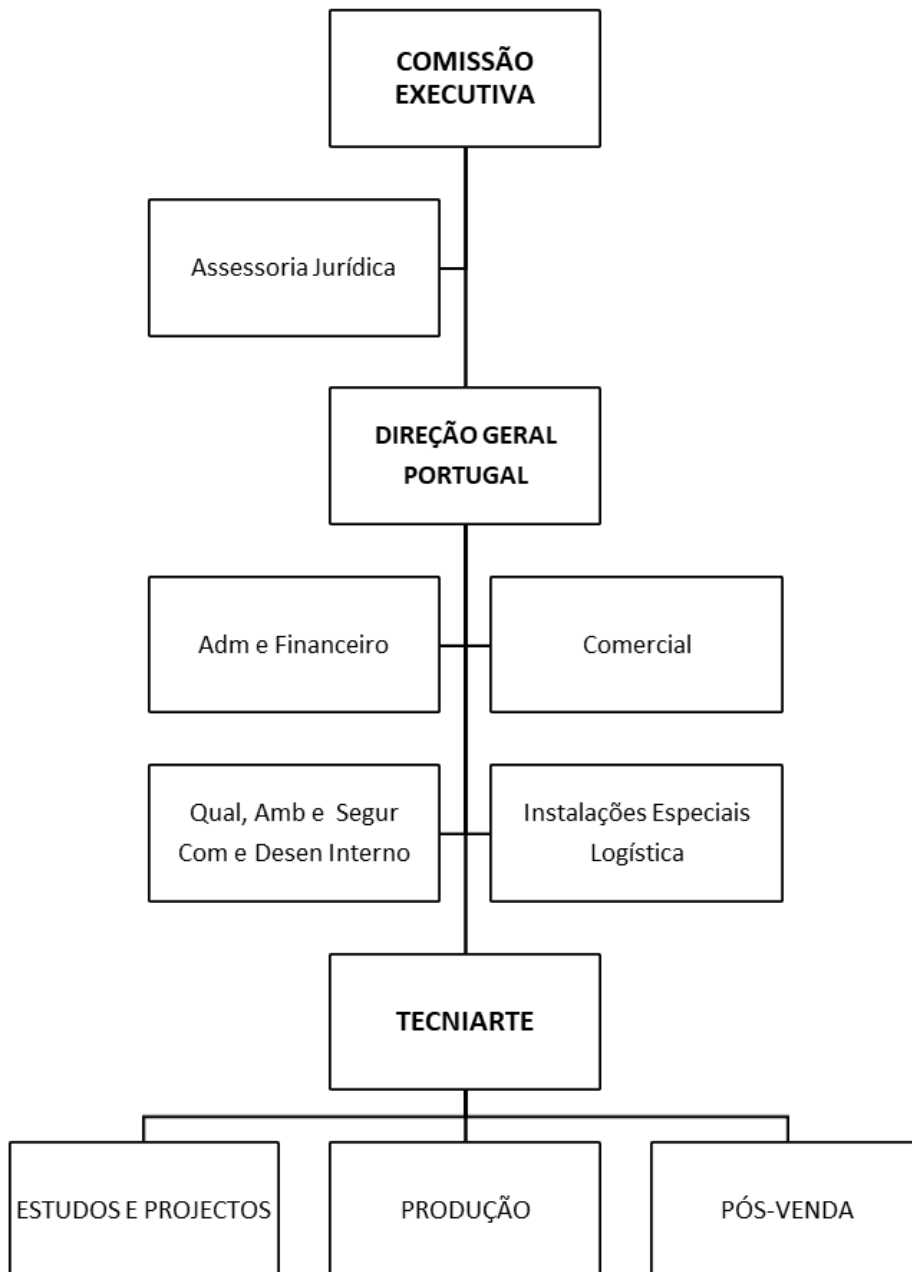 COMISSÃO
EXECUTIVA
Assessoria Jurídica
DIREÇÃO GERAL
PORTUGAL
Adm e Financeiro
Comercial
Qual, Amb e Segur
Com e Desen Interno
Instalações Especiais
Logística
TECNIARTE
ESTUDOS E PROJECTOS
PRODUÇÃO
PÓS-VENDA